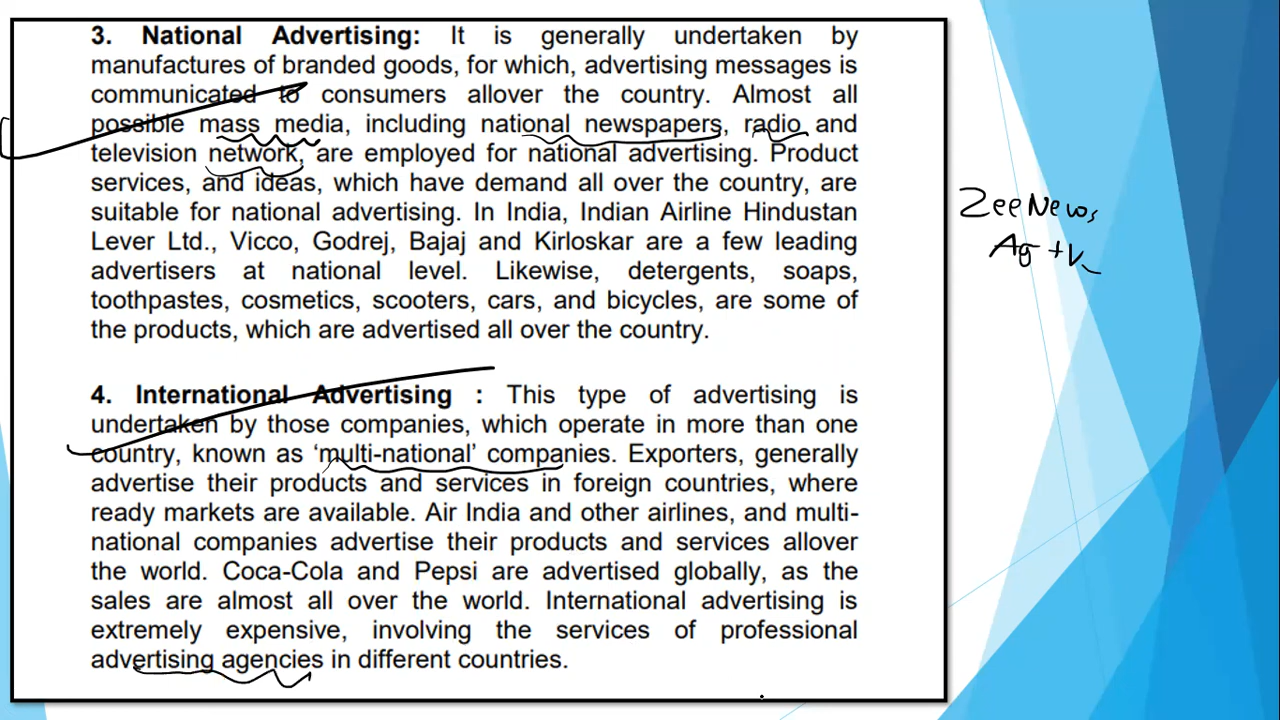 3. National Advertising: It is generally undertaken by
manufactures of branded goods, for which, advertising messages is
communicated to consumers allover the country. Almost all
possible mass media, including national newspapers, radio and
television network, are employed for national advertising. Product
services, and ideas, which have demand all over the country, are
suitable for national advertising. In India, Indian Airline Hindustan
Lever Ltd., Vicco, Godrej, Bajaj and Kirloskar are a few leading
advertisers at national level. Likewise, detergents, soaps,
toothpastes, cosmetics, scooters, cars, and bicycles, are some of
the products, which are advertised all over the country.
4. International Advertising : This type of advertising is
undertaken by those companies, which operate in more than one
country, known as ‘multi-national’ companies. Exporters, generally
advertise their products and services in foreign countries, where
ready markets are available. Air India and other airlines, and multi-
national companies advertise their products and services allover
the world. Coca-Cola and Pepsi are advertised globally, as the
sales are almost all over the world. International advertising is
extremely expensive, involving the services of professional
advertising agencies in different countries.
Zee News